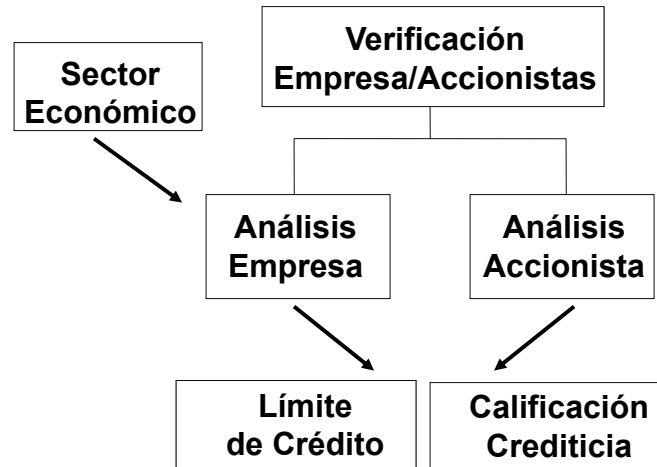 Verificación
Empresa/Accionistas
Sector
Económico
Análisis
Empresa
Análisis
Accionista
Límite
de Crédito
Calificación
Crediticia